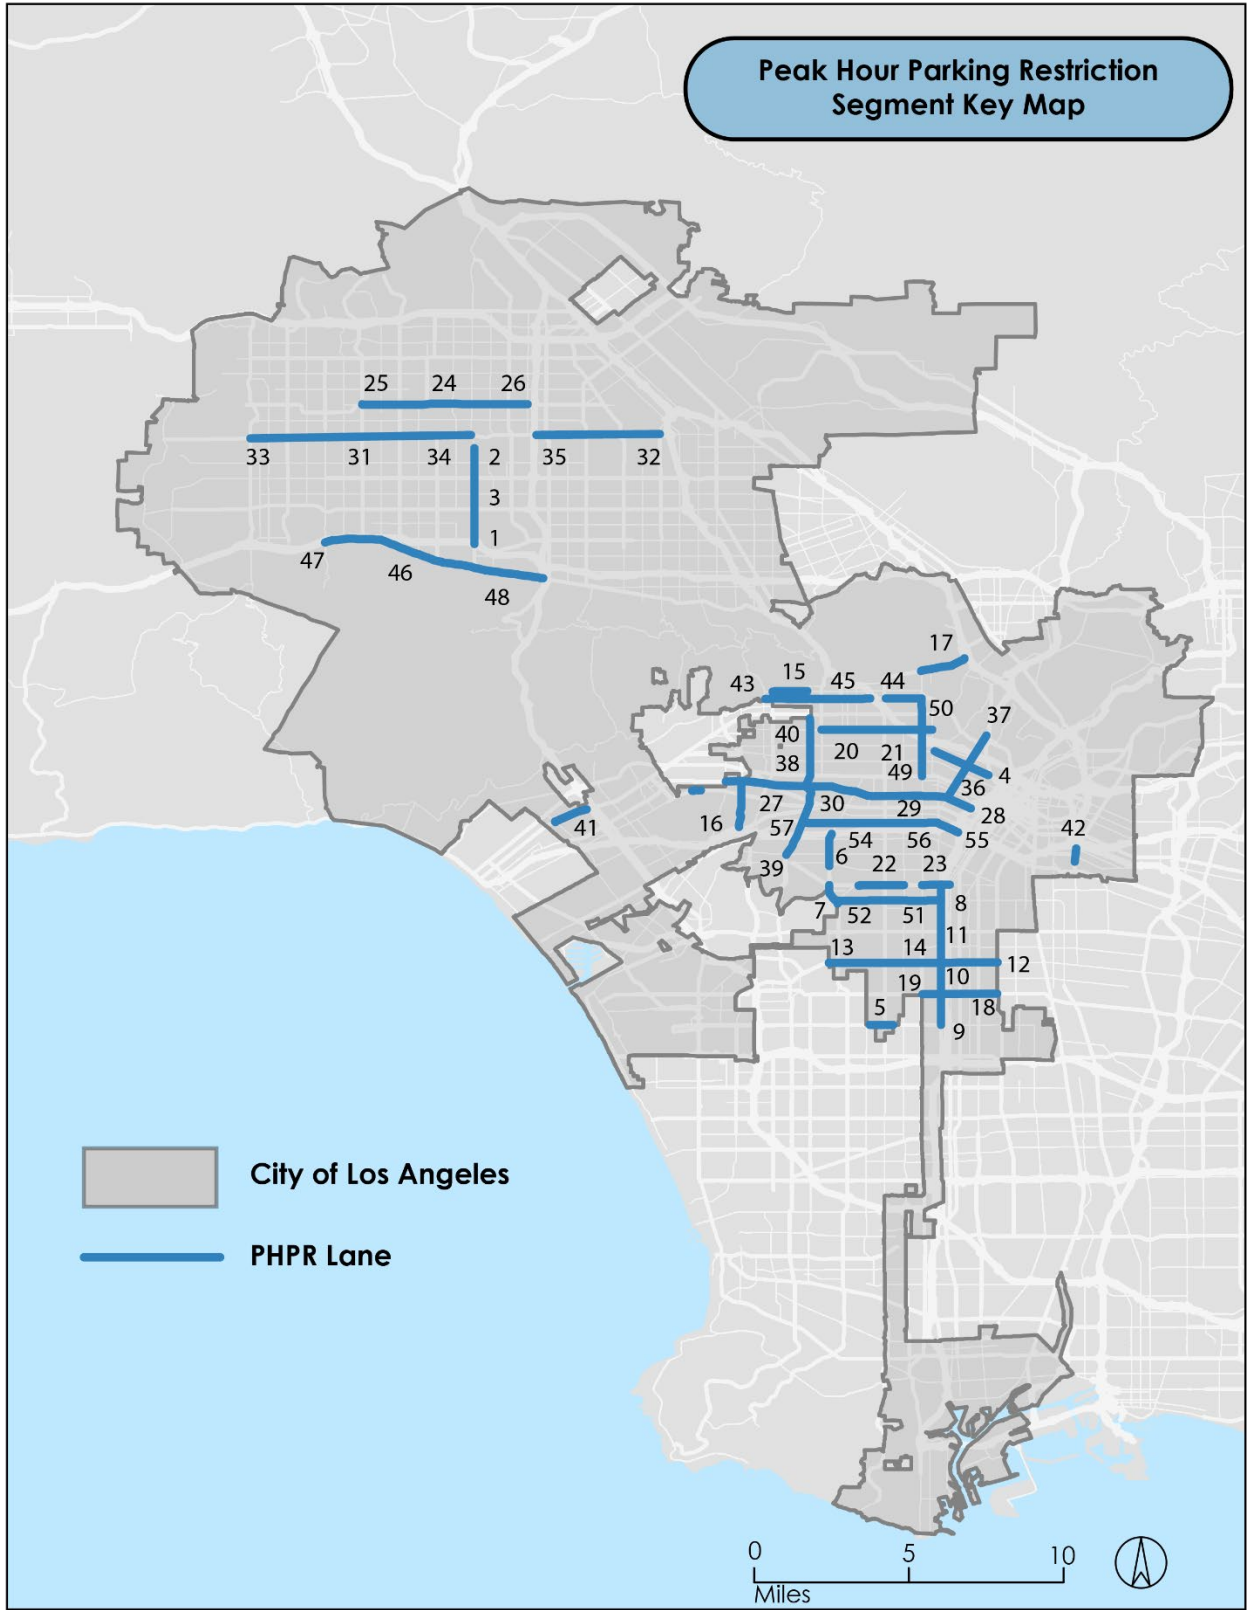 Peak Hour Parking Restriction
Segment Key Map
25 24 26
33 31 34 2 35 32
3
1
47 46 48
17
43 15 45 44
50 37
40 20 21
38 49 4
36
27 30 29 28
41 16 57 42
54 56 55
39 6 22 23
7 52 51 8
11
13 14 12
19 10
5 18
9
City of Los Angeles
PHPR Lane
0 5 10
Miles